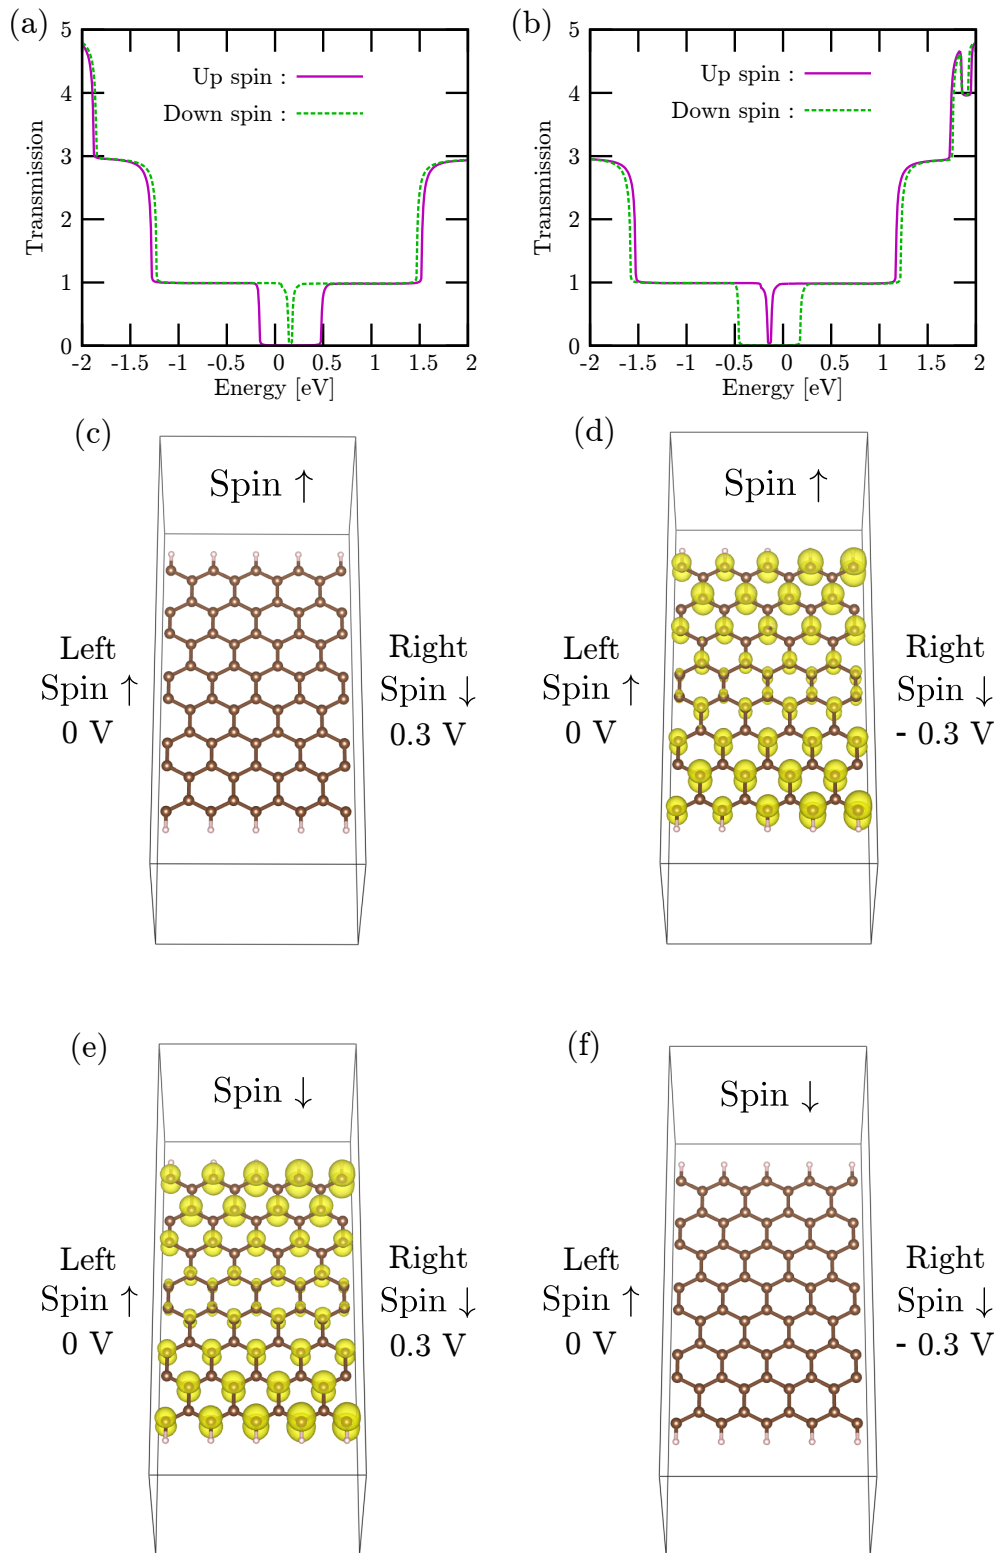 (a)
5
4
3
2
1
0
Transmission
Up spin :
Down spin :
-2 -1.5 -1 -0.5 0 0.5 1 1.5 2
Energy [eV]
(b)
5
4
3
2
1
0
Transmission
Up spin :
Down spin :
-2 -1.5 -1 -0.5 0 0.5 1 1.5 2
Energy [eV]
(c)
Spin ↑
Left
Spin ↑
0 V
Right
Spin ↓
0.3 V
(d)
Spin ↑
Left
Spin ↑
0 V
Right
Spin ↓
- 0.3 V
(e)
Spin ↓
Left
Spin ↑
0 V
Right
Spin ↓
0.3 V
(f)
Spin ↓
Left
Spin ↑
0 V
Right
Spin ↓
- 0.3 V